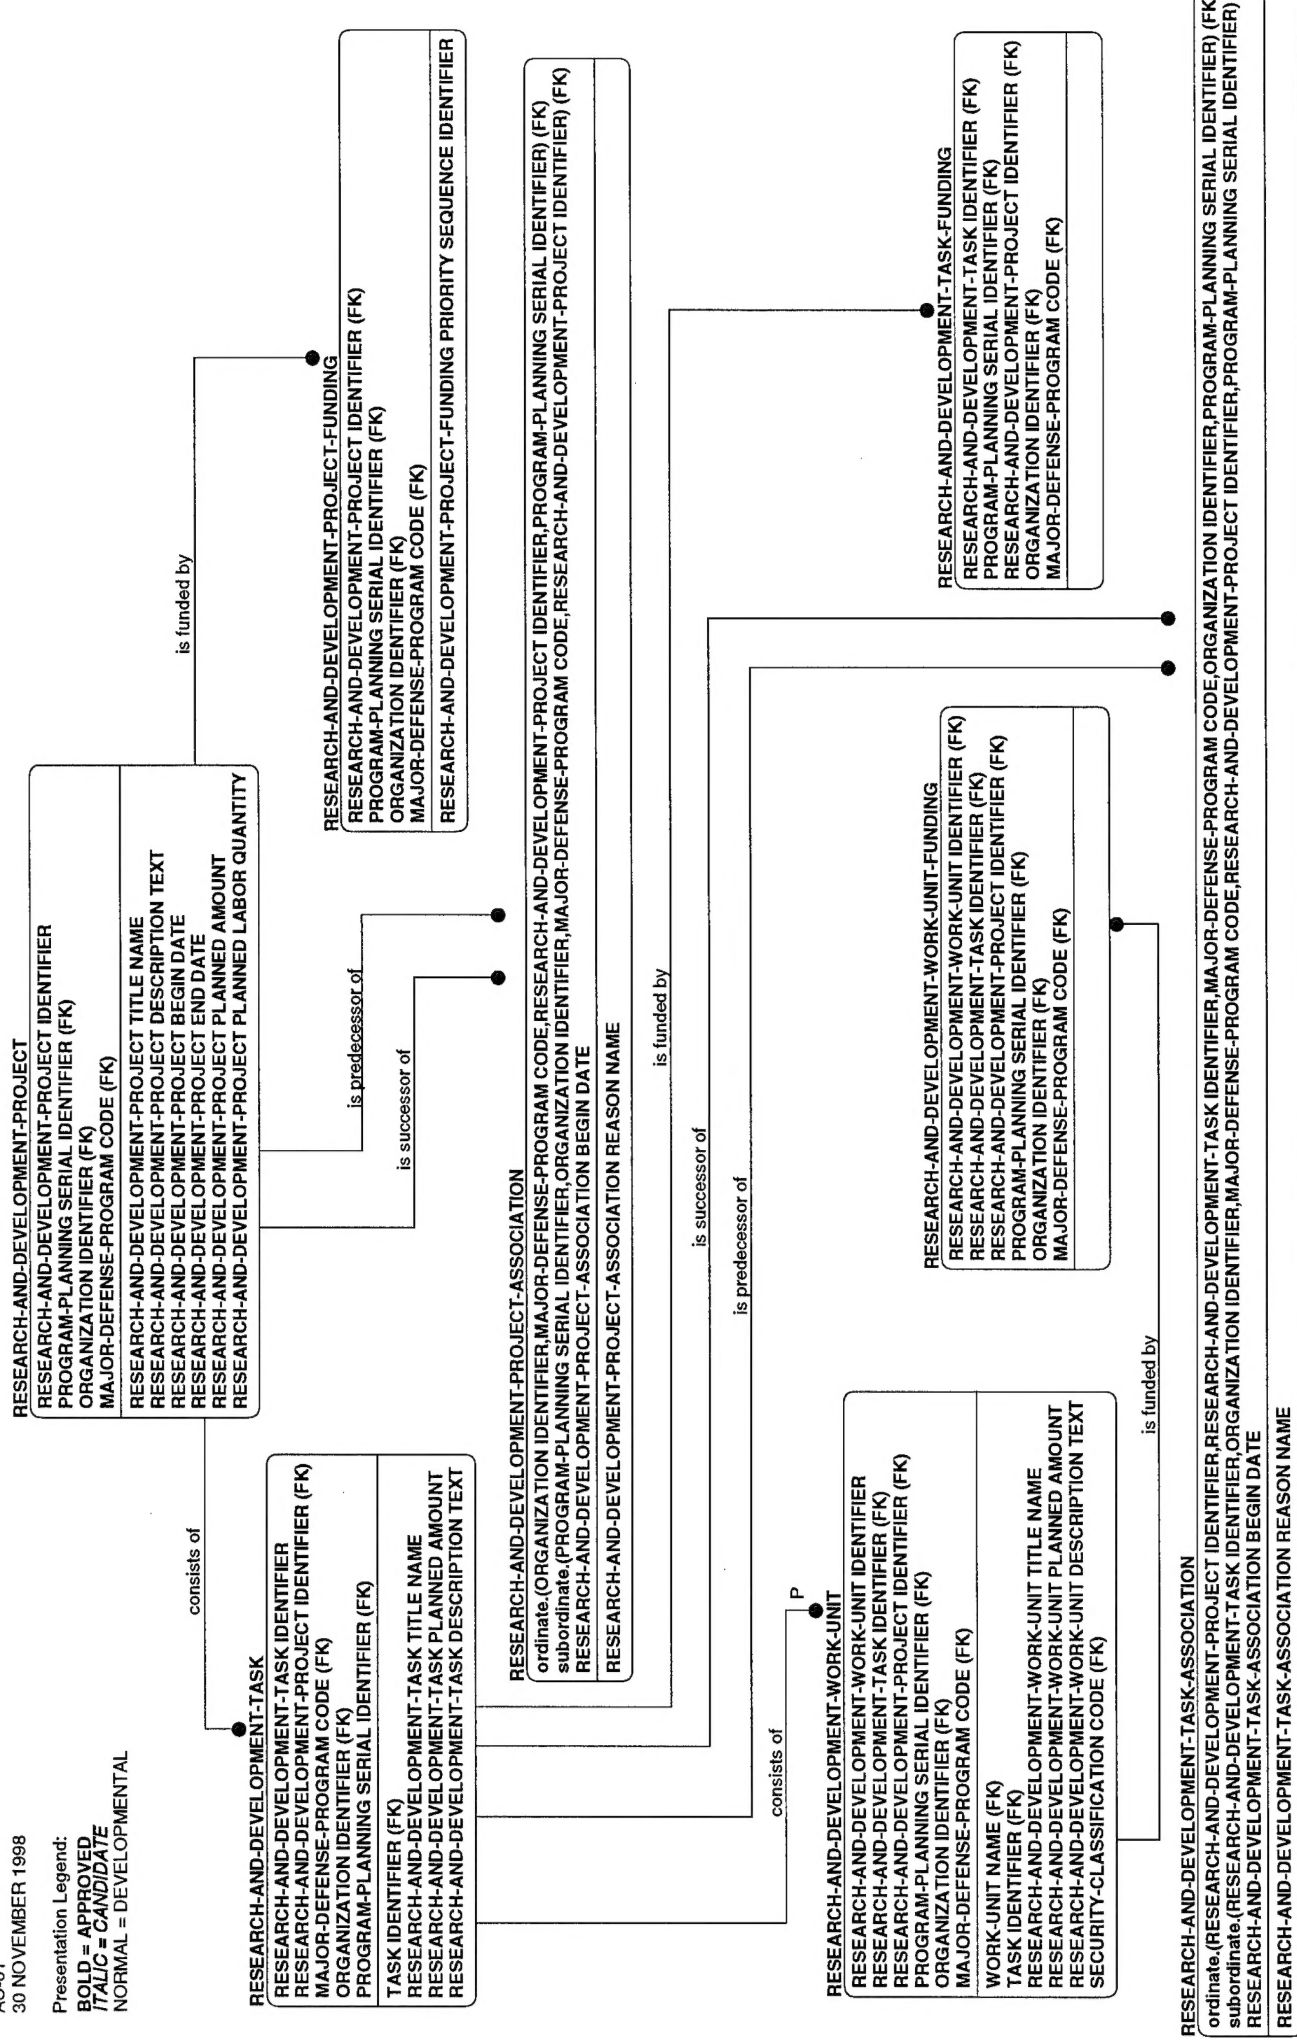 30 NOVEMBER 1998
Presentation Legend:
BOLD = APPROVED
ITALIC = CANDIDATE
NORMAL = DEVELOPMENTAL
RESEARCH-AND-DEVELOPMENT-PROJECT
RESEARCH-AND-DEVELOPMENT-PROJECT IDENTIFIER
PROGRAM-PLANNING SERIAL IDENTIFIER (FK)
ORGANIZATION IDENTIFIER (FK)
MAJOR-DEFENSE-PROGRAM CODE (FK)
RESEARCH-AND-DEVELOPMENT-PROJECT TITLE NAME
RESEARCH-AND-DEVELOPMENT-PROJECT DESCRIPTION TEXT
RESEARCH-AND-DEVELOPMENT-PROJECT BEGIN DATE
RESEARCH-AND-DEVELOPMENT-PROJECT END DATE
RESEARCH-AND-DEVELOPMENT-PROJECT PLANNED AMOUNT
RESEARCH-AND-DEVELOPMENT-PROJECT PLANNED LABOR QUANTITY
consists of
is predecessor of
is successor of
is funded by
RESEARCH-AND-DEVELOPMENT-TASK
RESEARCH-AND-DEVELOPMENT-TASK IDENTIFIER
RESEARCH-AND-DEVELOPMENT-PROJECT IDENTIFIER (FK)
MAJOR-DEFENSE-PROGRAM CODE (FK)
ORGANIZATION IDENTIFIER (FK)
PROGRAM-PLANNING SERIAL IDENTIFIER (FK)
TASK IDENTIFIER (FK)
RESEARCH-AND-DEVELOPMENT-TASK TITLE NAME
RESEARCH-AND-DEVELOPMENT-TASK PLANNED AMOUNT
RESEARCH-AND-DEVELOPMENT-TASK DESCRIPTION TEXT
RESEARCH-AND-DEVELOPMENT-PROJECT-FUNDING
RESEARCH-AND-DEVELOPMENT-PROJECT IDENTIFIER (FK)
PROGRAM-PLANNING SERIAL IDENTIFIER (FK)
ORGANIZATION IDENTIFIER (FK)
MAJOR-DEFENSE-PROGRAM CODE (FK)
RESEARCH-AND-DEVELOPMENT-PROJECT-FUNDING PRIORITY SEQUENCE IDENTIFIER
RESEARCH-AND-DEVELOPMENT-PROJECT-ASSOCIATION
ordinate.(ORGANIZATION IDENTIFIER,MAJOR-DEFENSE-PROGRAM CODE,RESEARCH-AND-DEVELOPMENT-PROJECT IDENTIFIER,PROGRAM-PLANNING SERIAL IDENTIFIER) (FK)
subordinate.(PROGRAM-PLANNING SERIAL IDENTIFIER,ORGANIZATION IDENTIFIER,MAJOR-DEFENSE-PROGRAM CODE,RESEARCH-AND-DEVELOPMENT-PROJECT IDENTIFIER) (FK)
RESEARCH-AND-DEVELOPMENT-PROJECT-ASSOCIATION BEGIN DATE
RESEARCH-AND-DEVELOPMENT-PROJECT-ASSOCIATION REASON NAME
is funded by
is successor of
is predecessor of
consists of
P
RESEARCH-AND-DEVELOPMENT-WORK-UNIT
RESEARCH-AND-DEVELOPMENT-WORK-UNIT IDENTIFIER
RESEARCH-AND-DEVELOPMENT-TASK IDENTIFIER (FK)
RESEARCH-AND-DEVELOPMENT-PROJECT IDENTIFIER (FK)
PROGRAM-PLANNING SERIAL IDENTIFIER (FK)
ORGANIZATION IDENTIFIER (FK)
MAJOR-DEFENSE-PROGRAM CODE (FK)
WORK-UNIT NAME (FK)
TASK IDENTIFIER (FK)
RESEARCH-AND-DEVELOPMENT-WORK-UNIT TITLE NAME
RESEARCH-AND-DEVELOPMENT-WORK-UNIT PLANNED AMOUNT
RESEARCH-AND-DEVELOPMENT-WORK-UNIT DESCRIPTION TEXT
SECURITY-CLASSIFICATION CODE (FK)
is funded by
RESEARCH-AND-DEVELOPMENT-WORK-UNIT-FUNDING
RESEARCH-AND-DEVELOPMENT-WORK-UNIT IDENTIFIER (FK)
RESEARCH-AND-DEVELOPMENT-TASK IDENTIFIER (FK)
RESEARCH-AND-DEVELOPMENT-PROJECT IDENTIFIER (FK)
PROGRAM-PLANNING SERIAL IDENTIFIER (FK)
ORGANIZATION IDENTIFIER (FK)
MAJOR-DEFENSE-PROGRAM CODE (FK)
RESEARCH-AND-DEVELOPMENT-TASK-FUNDING
RESEARCH-AND-DEVELOPMENT-TASK IDENTIFIER (FK)
PROGRAM-PLANNING SERIAL IDENTIFIER (FK)
RESEARCH-AND-DEVELOPMENT-PROJECT IDENTIFIER (FK)
ORGANIZATION IDENTIFIER (FK)
MAJOR-DEFENSE-PROGRAM CODE (FK)
RESEARCH-AND-DEVELOPMENT-TASK-ASSOCIATION
ordinate.(RESEARCH-AND-DEVELOPMENT-PROJECT IDENTIFIER,RESEARCH-AND-DEVELOPMENT-TASK IDENTIFIER,MAJOR-DEFENSE-PROGRAM CODE,ORGANIZATION IDENTIFIER,PROGRAM-PLANNING SERIAL IDENTIFIER) (FK
subordinate.(RESEARCH-AND-DEVELOPMENT-TASK IDENTIFIER,ORGANIZATION IDENTIFIER,MAJOR-DEFENSE-PROGRAM CODE,RESEARCH-AND-DEVELOPMENT-PROJECT IDENTIFIER,PROGRAM-PLANNING SERIAL IDENTIFIER)
RESEARCH-AND-DEVELOPMENT-TASK-ASSOCIATION BEGIN DATE
RESEARCH-AND-DEVELOPMENT-TASK-ASSOCIATION REASON NAME